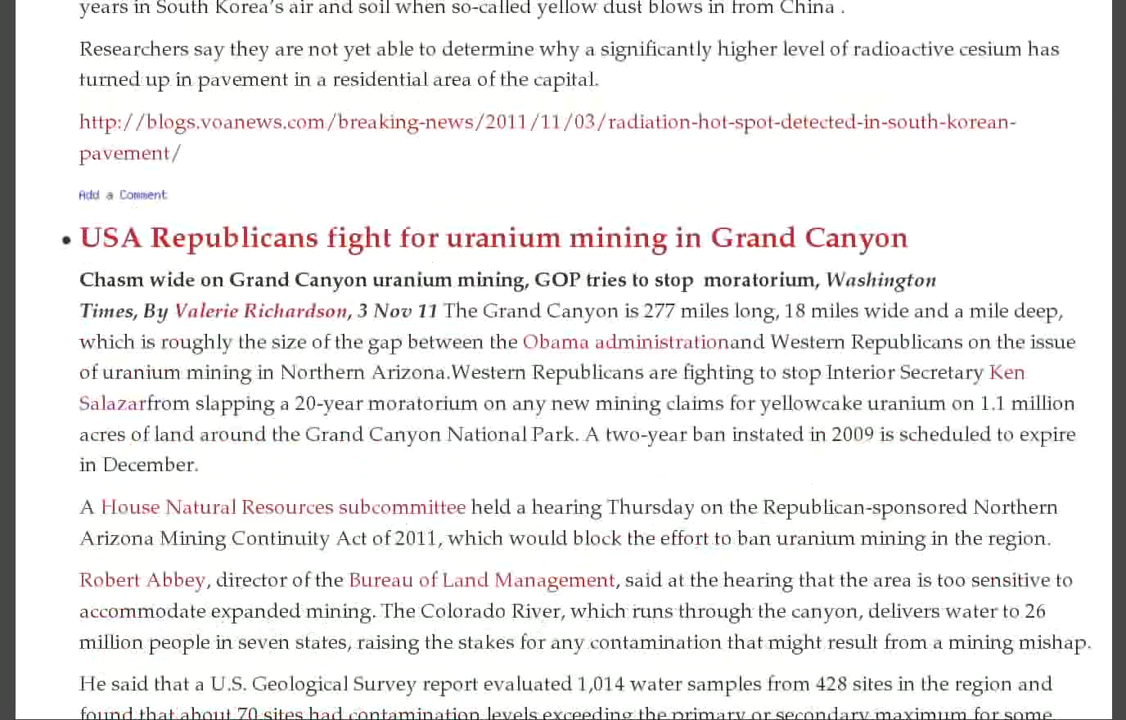 years in South Korea's air and soil when so-called yellow dust blows in from China .
Researchers say they are not yet able to determine why a significantly higher level of radioactive cesium has
turned up in pavement in a residential area of the capital.
http://blogs.voanews.com/breaking-news/2011/11/03/radiation-hot-spot-detected-in-south-korean-
pavement/
Add a Comment
• USA Republicans fight for uranium mining in Grand Canyon
Chasm wide on Grand Canyon uranium mining, GOP tries to stop moratorium, Washington
Times, By Valerie Richardson, 3 Nov 11 The Grand Canyon is 277 miles long, 18 miles wide and a mile deep,
which is roughly the size of the gap between the Obama administrationand Western Republicans on the issue
of uranium mining in Northern Arizona.Western Republicans are fighting to stop Interior Secretary Ken
Salazarfrom slapping a 20-year moratorium on any new mining claims for yellowcake uranium on 1.1 million
acres of land around the Grand Canyon National Park. A two-year ban instated in 2009 is scheduled to expire
in December.
A House Natural Resources subcommittee held a hearing Thursday on the Republican-sponsored Northern
Arizona Mining Continuity Act of 2011, which would block the effort to ban uranium mining in the region.
Robert Abbey, director of the Bureau of Land Management, said at the hearing that the area is too sensitive to
accommodate expanded mining. The Colorado River, which runs through the canyon, delivers water to 26
million people in seven states, raising the stakes for any contamination that might result from a mining mishap.
He said that a U.S. Geological Survey report evaluated 1,014 water samples from 428 sites in the region and
found that about 70 sites had contamination levels exceeding the primary or secondary maximum for some